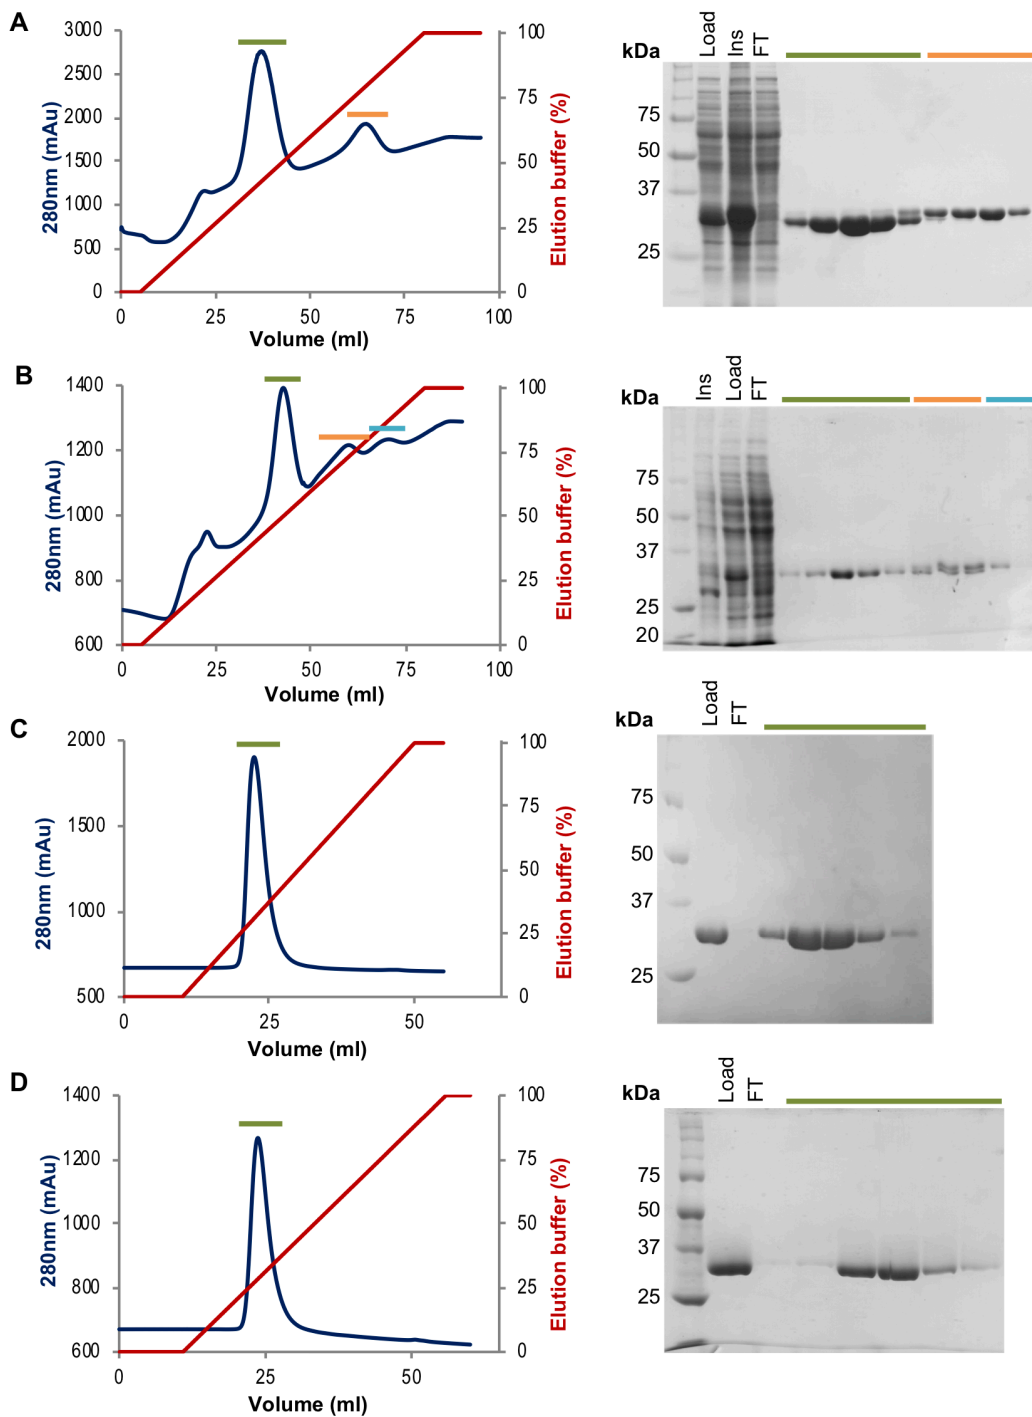 A
3000
2500
2000
1500
1000
500
0
280nm (mAu)
0 25 50 75 100
Volume (ml)
100
75
50
25
0
Elution buffer (%)
kDa
Load
Ins
FT
75
50
37
25
B
1400
1200
1000
800
600
280nm (mAu)
0 25 50 75 100
Volume (ml)
100
75
50
25
0
Elution buffer (%)
kDa
Ins
Load
FT
75
50
37
25
20
C
2000
1500
1000
500
280nm (mAu)
0 25 50
Volume (ml)
100
75
50
25
0
Elution buffer (%)
kDa
Load
FT
75
50
37
25
D
1400
1200
1000
800
600
280nm (mAu)
0 25 50
Volume (ml)
100
75
50
25
0
Elution buffer (%)
kDa
Load
FT
75
50
37
25